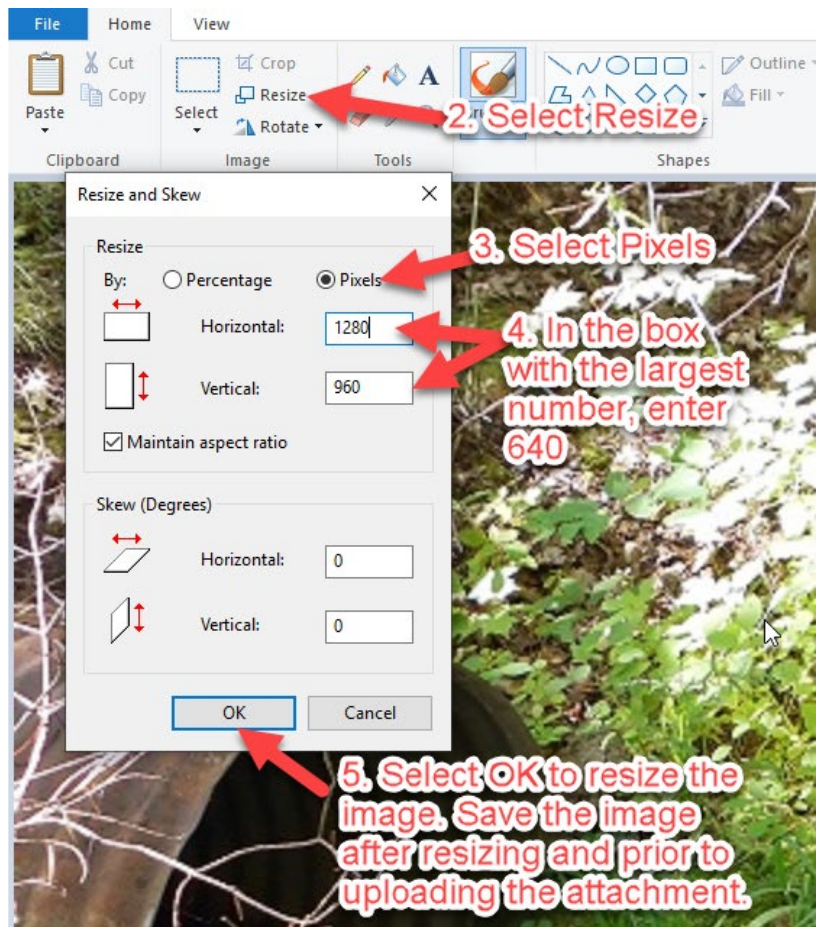 File Home View
Cut
Copy
Paste
Clipboard
Select
Crop
Resize
Rotate
Image
A
Tools
Outline
Fill
Shapes
2. Select Resize
Resize and Skew
Resize
By: Percentage Pixels
Horizontal: 1280
Vertical: 960
Maintain aspect ratio
Skew (Degrees)
Horizontal: 0
Vertical: 0
OK Cancel
3. Select Pixels
4. In the box
with the largest
number, enter
640
5. Select OK to resize the
image. Save the image
after resizing and prior to
uploading the attachment.